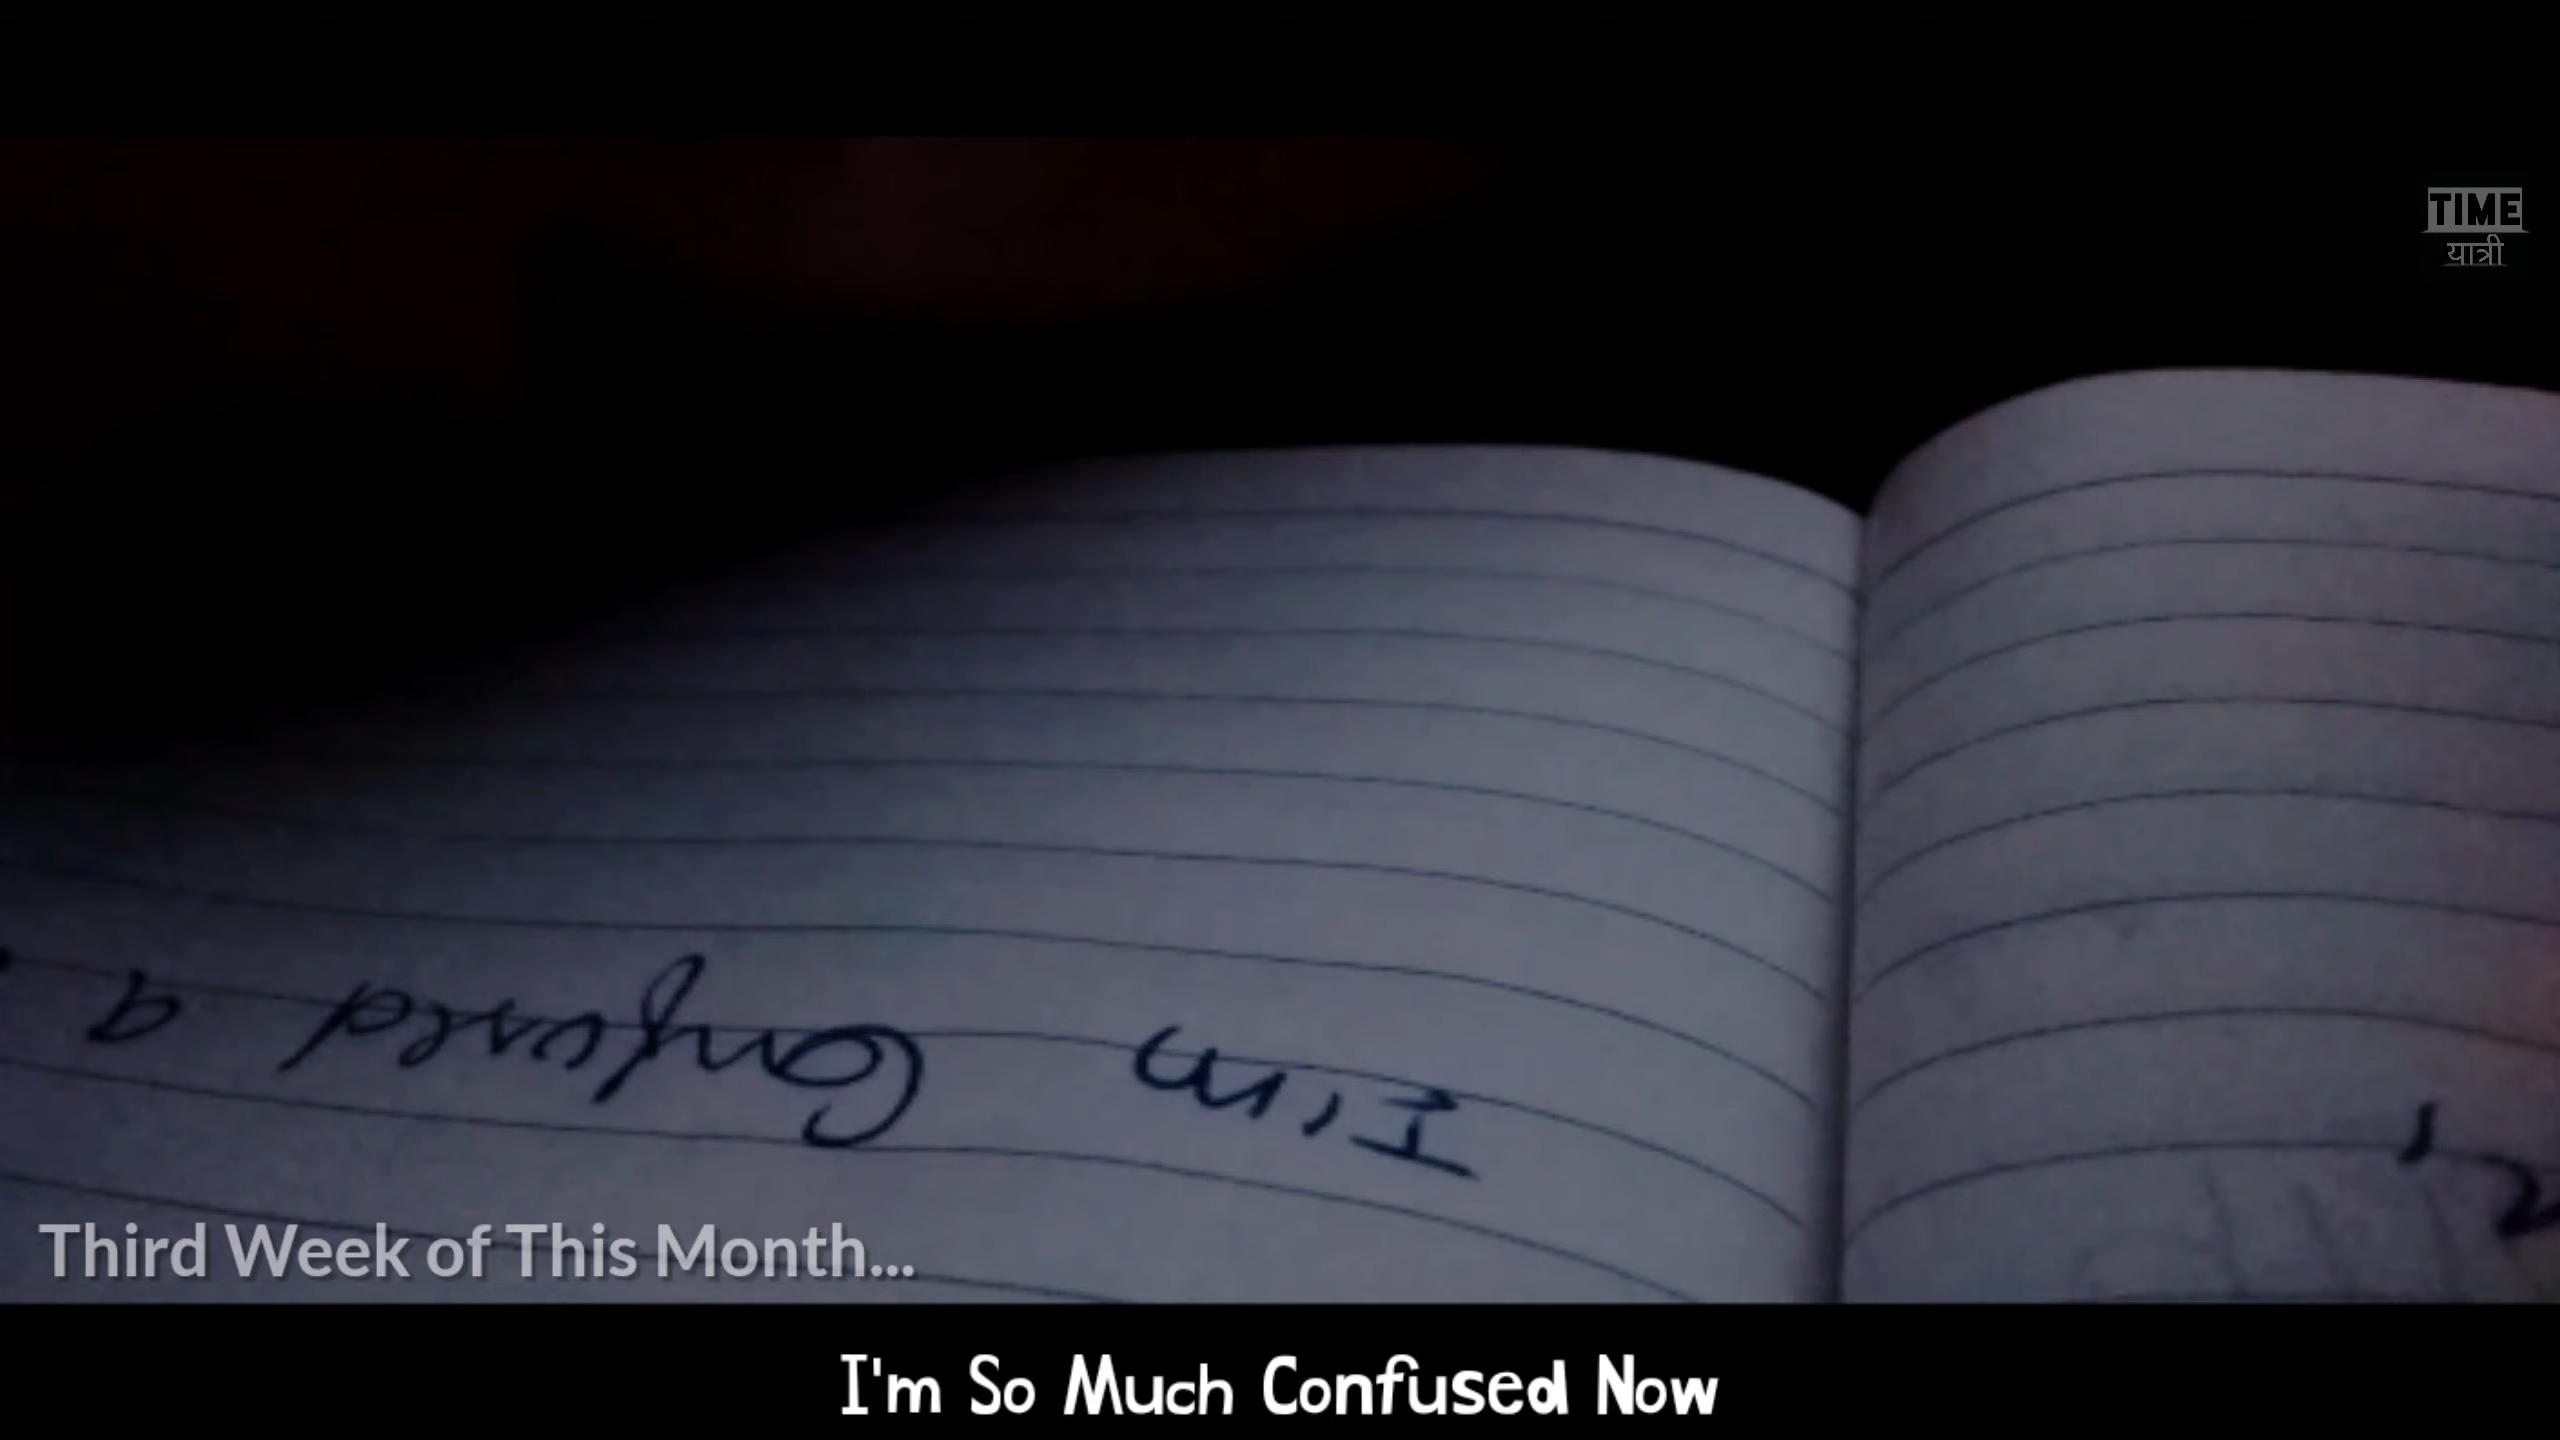 TIME
यात्री
I'm Confused a
Third Week of This Month...
I'm So Much Confused Now